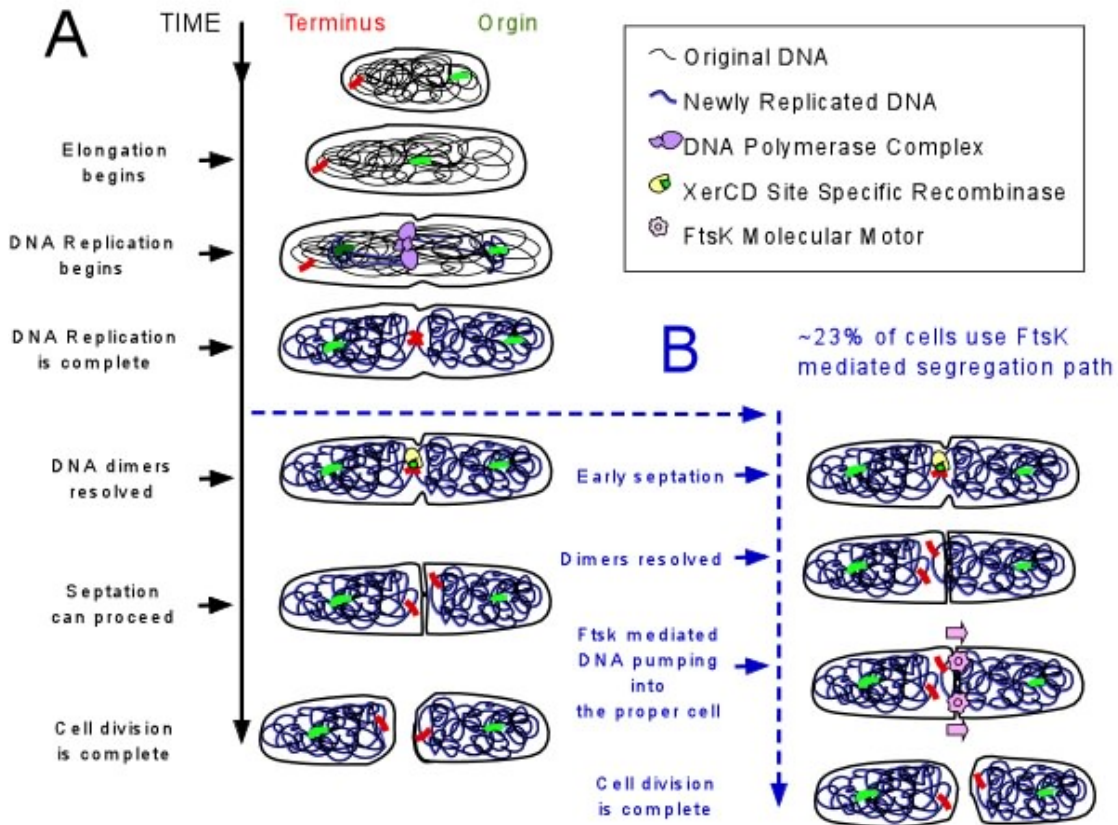 A
TIME
Terminus
Orgin
Original DNA
Newly Replicated DNA
DNA Polymerase Complex
XerCD Site Specific Recombinase
FtsK Molecular Motor
Elongation
begins
DNA Replication
begins
DNA Replication
is complete
DNA dimers
resolved
Septation
can proceed
Cell division
is complete
B
~23% of cells use FtsK
mediated segregation path
Early septation
Dimers resolved
Ftsk mediated
DNA pumping
into
the proper cell
Cell division
is complete